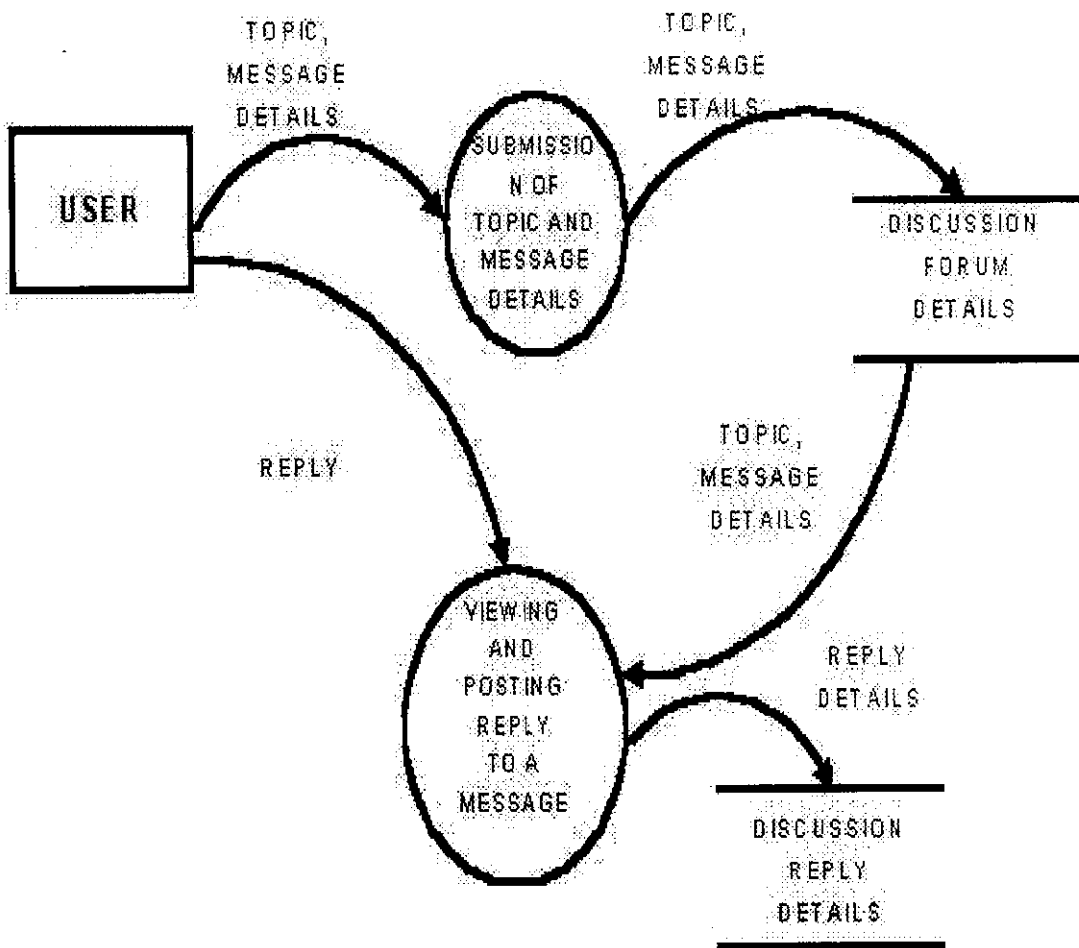 TOPIC,
MESSAGE
DETAILS
TOPIC,
MESSAGE
DETAILS
USER
SUBMISSIO
N OF
TOPIC AND
MESSAGE
DETAILS
DISCUSSION
FORUM
DETAILS
REPLY
TOPIC,
MESSAGE
DETAILS
VIEWING
AND
POSTING
REPLY
TO A
MESSAGE
REPLY
DETAILS
DISCUSSION
REPLY
DETAILS